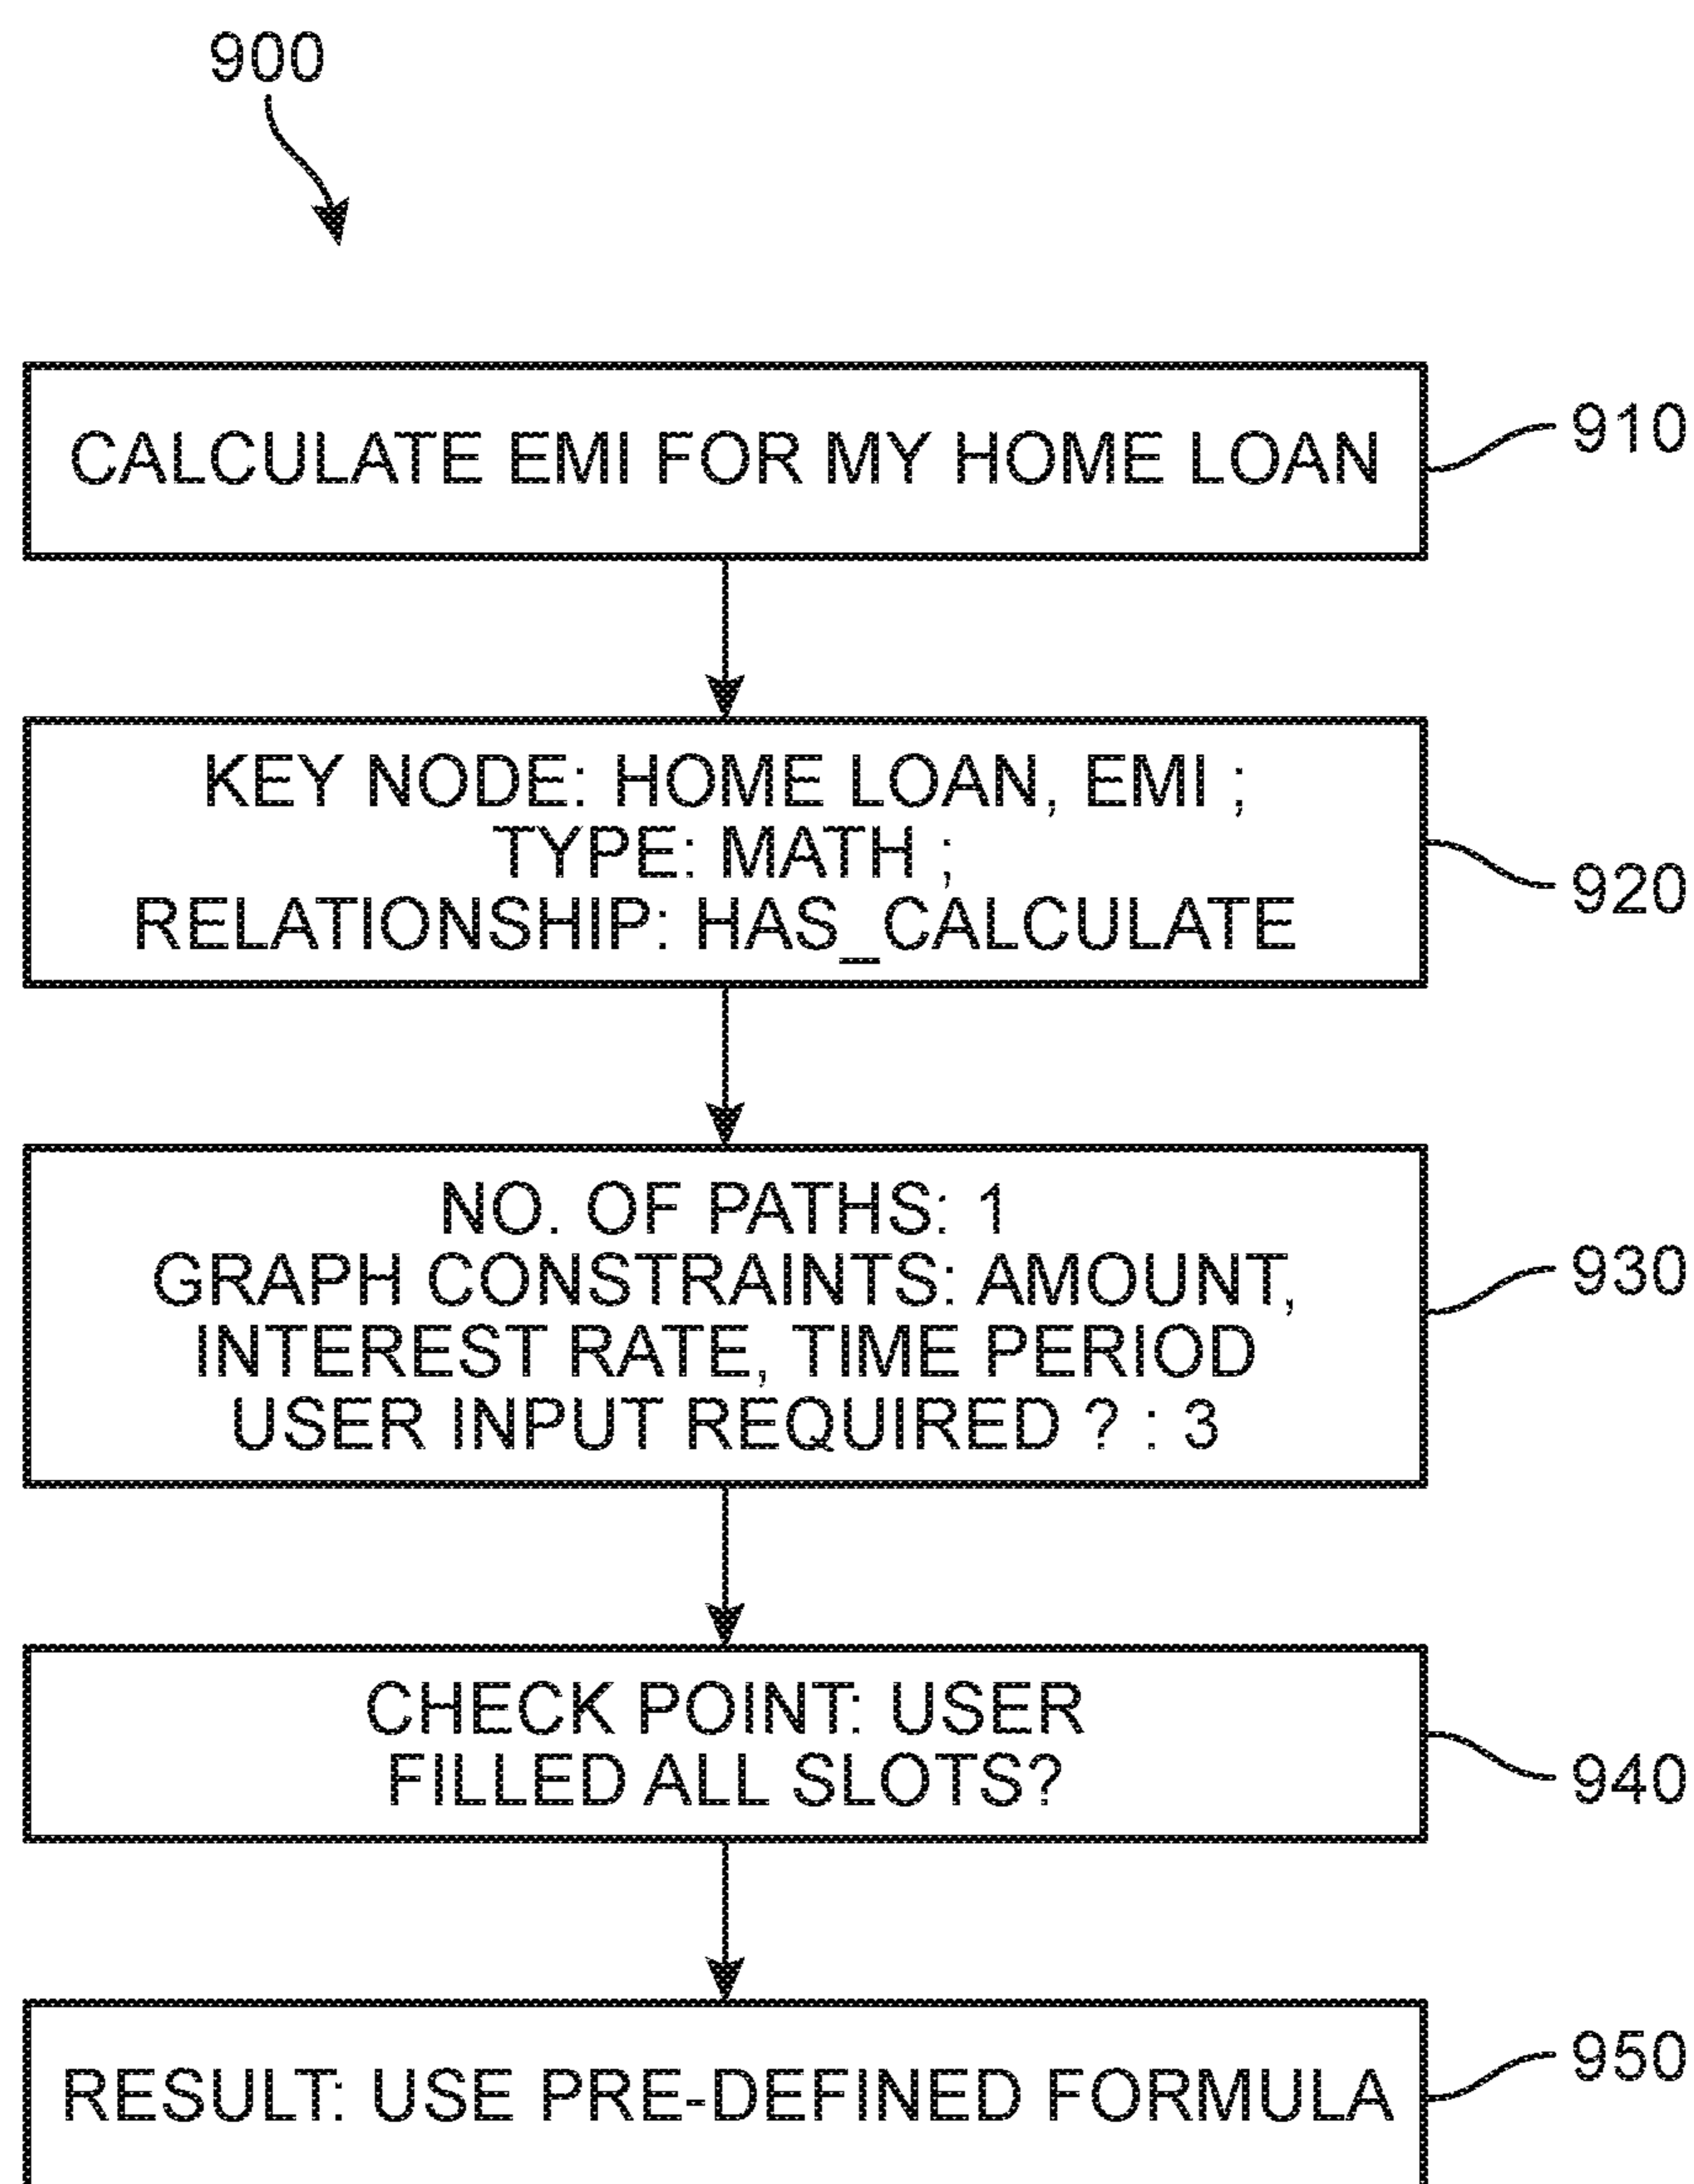 900
CALCULATE EMI FOR MY HOME LOAN
910
KEY NODE: HOME LOAN, EMI ;
TYPE: MATH ;
RELATIONSHIP: HAS_CALCULATE
920
NO. OF PATHS: 1
GRAPH CONSTRAINTS: AMOUNT,
INTEREST RATE, TIME PERIOD
USER INPUT REQUIRED ? : 3
930
CHECK POINT: USER
FILLED ALL SLOTS?
940
RESULT: USE PRE-DEFINED FORMULA
950